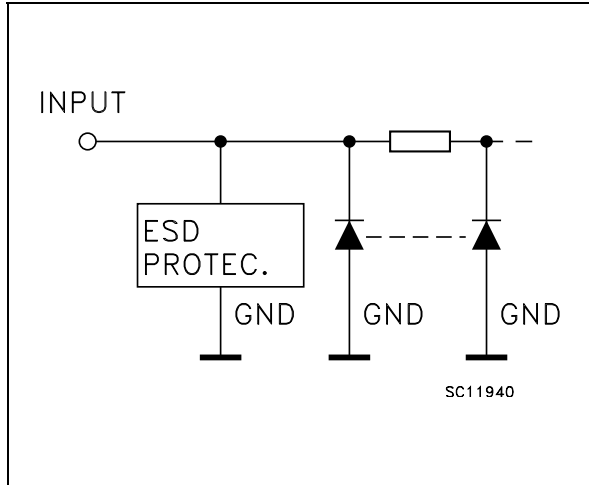 INPUT
ESD
PROTEC.
GND GND GND
SC11940